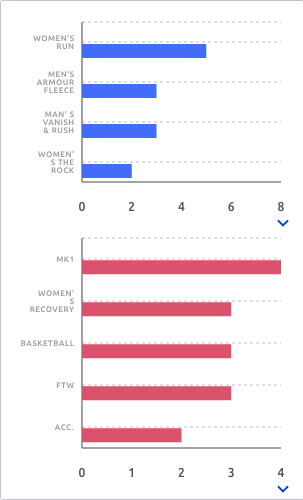 WOMEN'S
RUN
MEN'S
ARMOUR
FLEECE
MAN' S
VANISH
& RUSH
WOMEN'
S THE
ROCK
0 2 4 6 8
MK1
WOMEN'
S
RECOVERY
BASKETBALL
FTW
ACC.
0 1 2 3 4